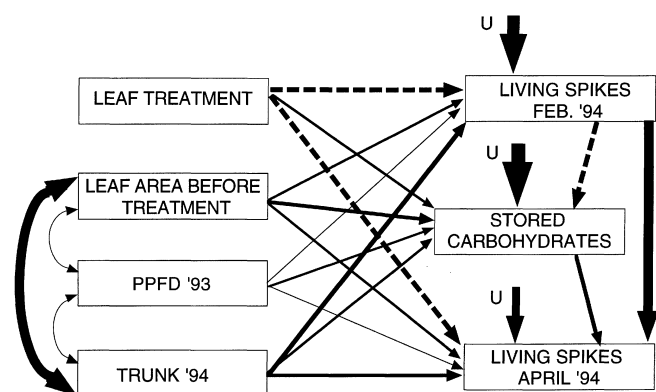 U
LEAF TREATMENT
LIVING SPIKES
FEB. '94
LEAF AREA BEFORE
TREATMENT
U
STORED
CARBOHYDRATES
PPFD '93
U
TRUNK '94
LIVING SPIKES
APRIL '94